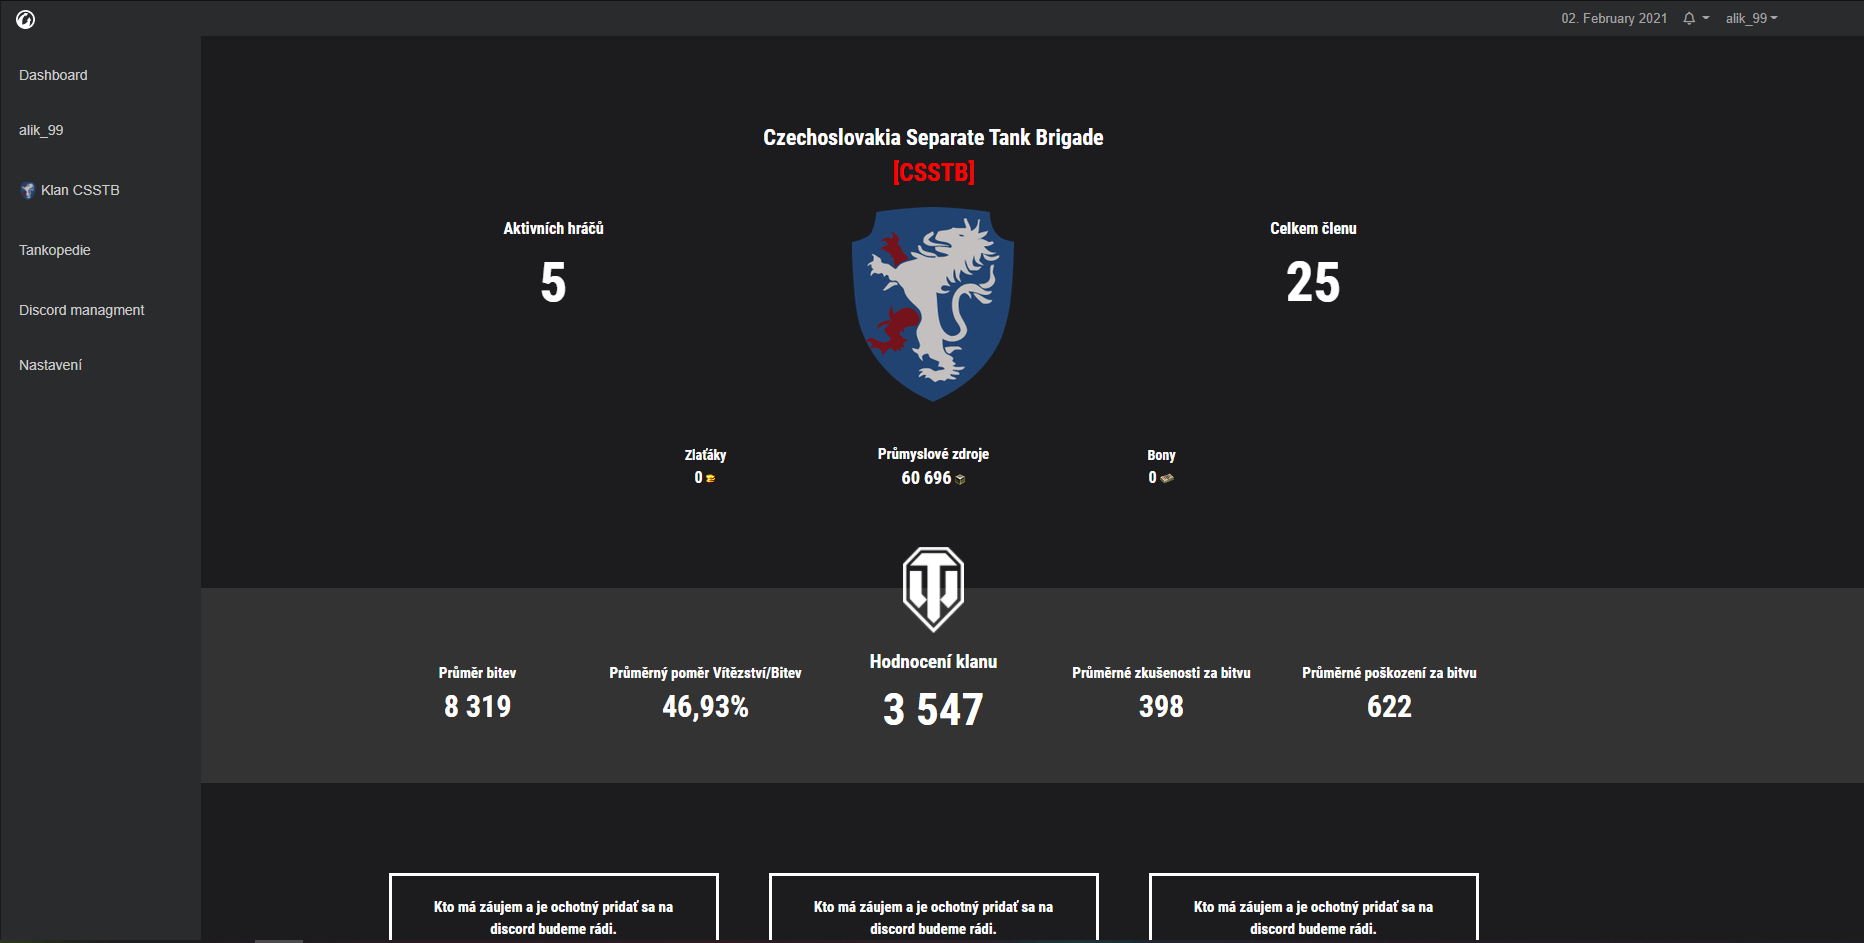 02. February 2021
alik_99
Dashboard
alik_99
Klan CSSTB
Tankopedie
Discord managment
Nastavení
Czechoslovakia Separate Tank Brigade
[CSSTB]
Aktivních hráčů
5
Celkem členu
25
Zlaťáky
0
Průmyslové zdroje
60 696
Bony
0
Průměr bitev
8 319
Průměrný poměr Vítězství/Bitev
46,93%
Hodnocení klanu
3 547
Průměrné zkušenosti za bitvu
398
Průměrné poškození za bitvu
622
Kto má záujem a je ochotný pridať sa na
discord budeme rádi.
Kto má záujem a je ochotný pridať sa na
discord budeme rádi.
Kto má záujem a je ochotný pridať sa na
discord budeme rádi.